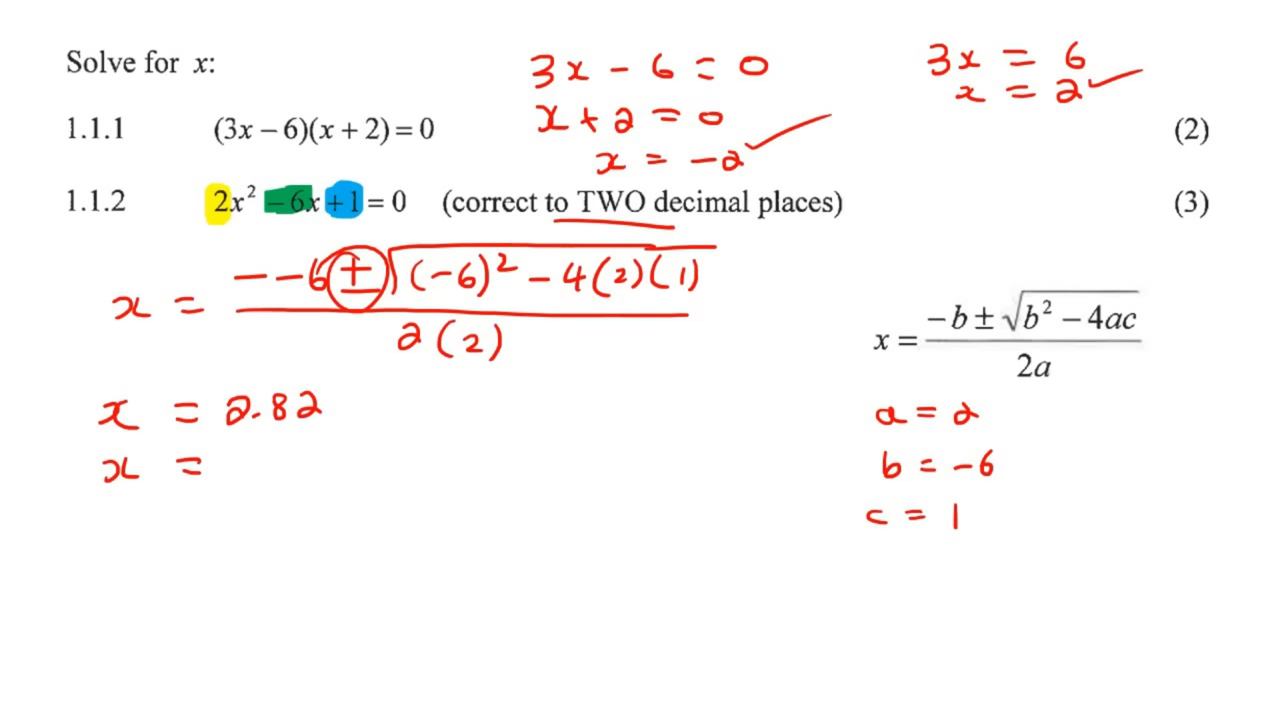 Solve for x:
3x - 6 = 0
3x = 6
x = 2 ✓
1.1.1 (3x – 6)(x + 2) = 0 (2)
x + 2 = 0
x = -2 ✓
1.1.2 2x² – 6x + 1 = 0 (correct to TWO decimal places) (3)
x = (- -6 ± √((-6)² - 4(2)(1))) / 2(2)
x = (-b ± √(b² - 4ac)) / 2a
x = 2.82
x =
a = 2
b = -6
c = 1